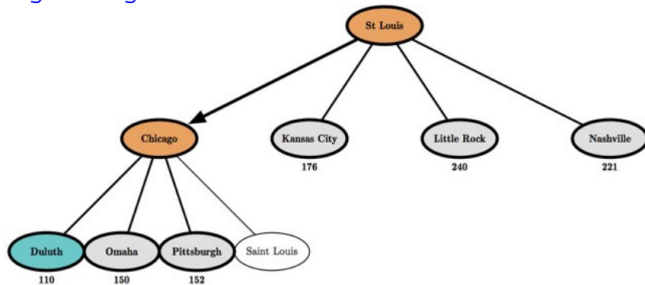 St Louis
Chicago
Kansas City
Little Rock
Nashville
176
240
221
Duluth
Omaha
Pittsburgh
Saint Louis
110
150
152